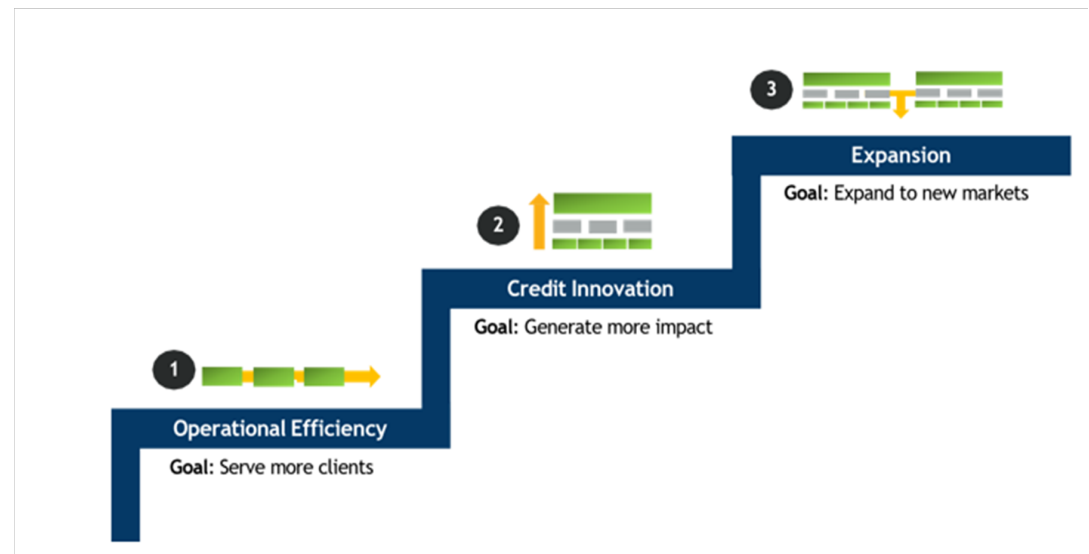 1
Operational Efficiency
Goal: Serve more clients
2
Credit Innovation
Goal: Generate more impact
3
Expansion
Goal: Expand to new markets